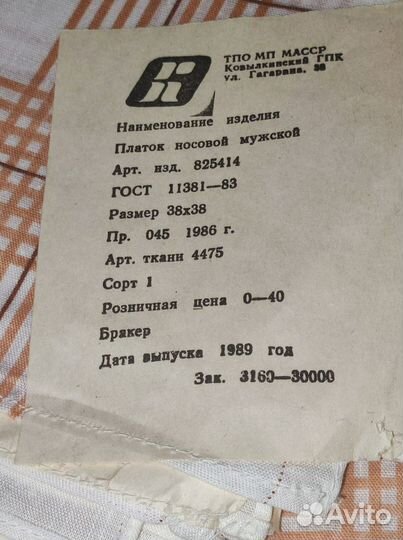 ТПО МП МАССР
Ковылкинский ГПК
ул. Гагарина, 38
Наименование изделия
Платок носовой мужской
Арт. изд. 825414
ГОСТ 11381—83
Размер 38х38
Пр. 045 1986 г.
Арт. ткани 4475
Сорт 1
Розничная цена 0—40
Бракер
Дата выпуска 1989 год
Зак. 3160—30000
Avito